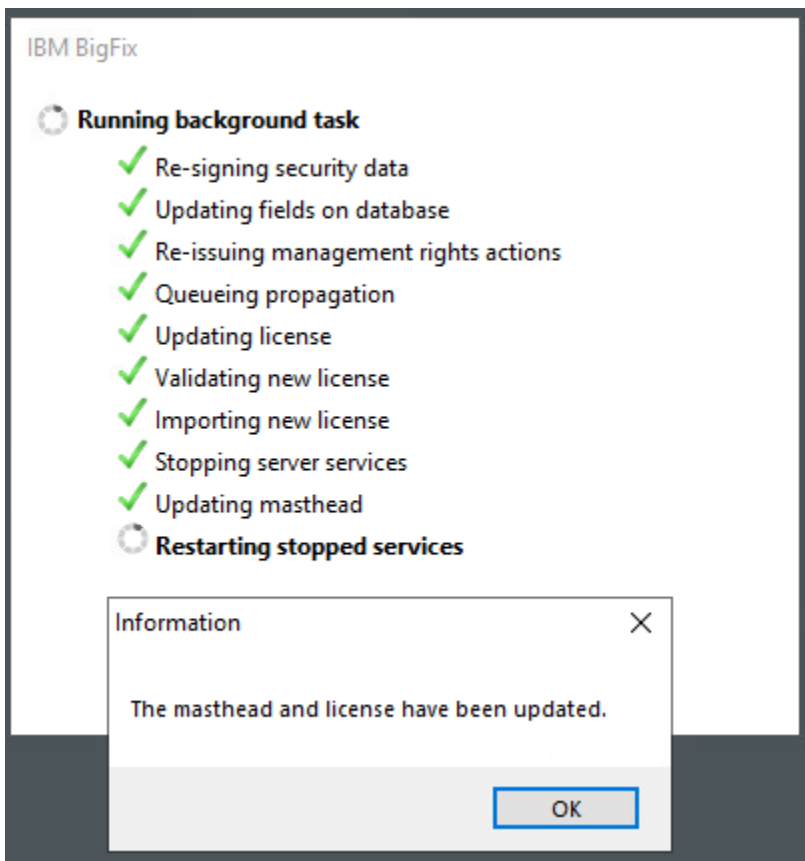 IBM BigFix
Running background task
Re-signing security data
Updating fields on database
Re-issuing management rights actions
Queueing propagation
Updating license
Validating new license
Importing new license
Stopping server services
Updating masthead
Restarting stopped services
Information
The masthead and license have been updated.
OK